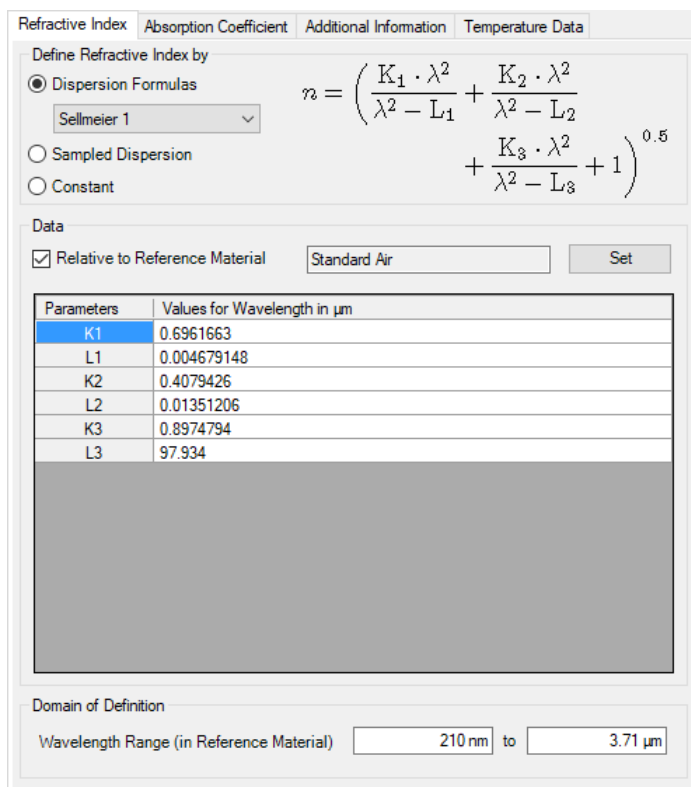 Refractive Index Absorption Coefficient Additional Information Temperature Data
Define Refractive Index by
Dispersion Formulas
Sellmeier 1
Sampled Dispersion
Constant
n = ( K₁ · λ² / λ² − L₁ + K₂ · λ² / λ² − L₂
+ K₃ · λ² / λ² − L₃ + 1 )^0.5
Data
Relative to Reference Material Standard Air Set
Parameters Values for Wavelength in µm
K1 0.6961663
L1 0.004679148
K2 0.4079426
L2 0.01351206
K3 0.8974794
L3 97.934
Domain of Definition
Wavelength Range (in Reference Material) 210 nm to 3.71 µm